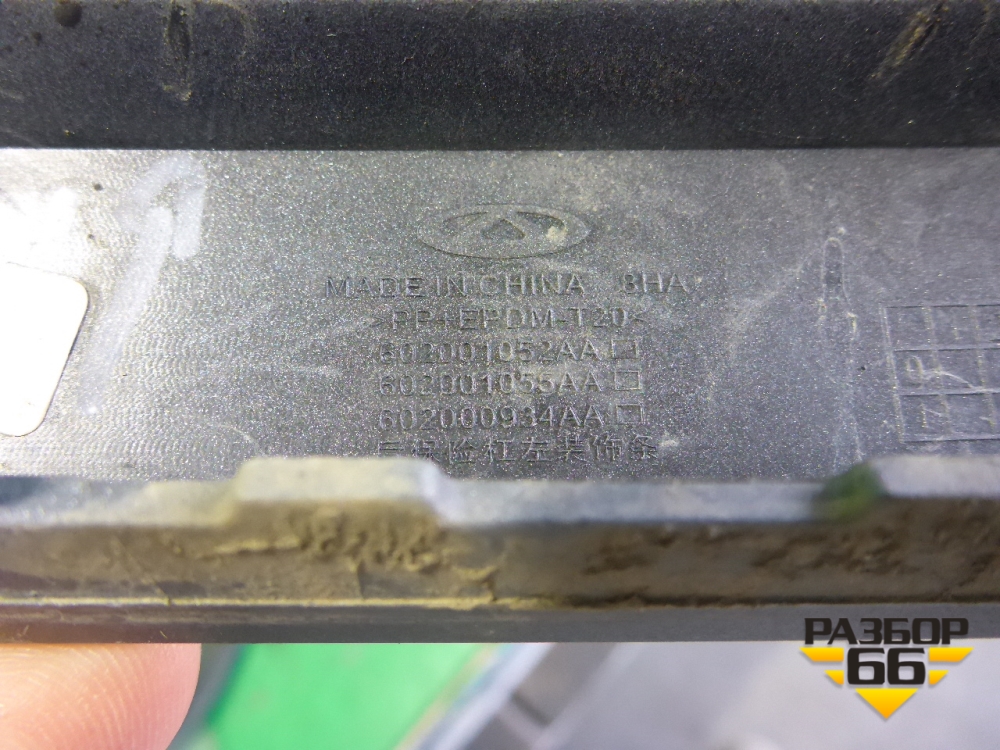 MADE IN CHINA 8HA
>PP+EPDM-T20<
602001052AA□
602001055AA□
602000934AA□
后保险杠左装饰条
РАЗБОР
66